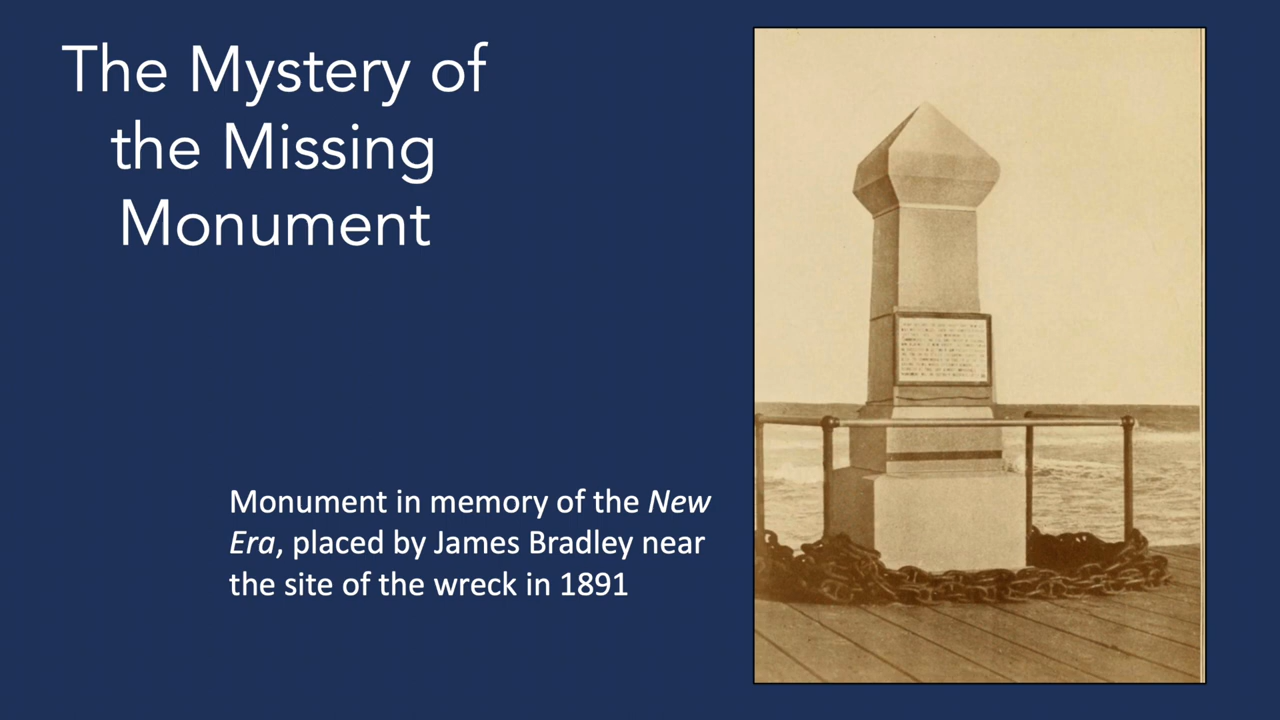 The Mystery of
the Missing
Monument
Monument in memory of the New
Era, placed by James Bradley near
the site of the wreck in 1891